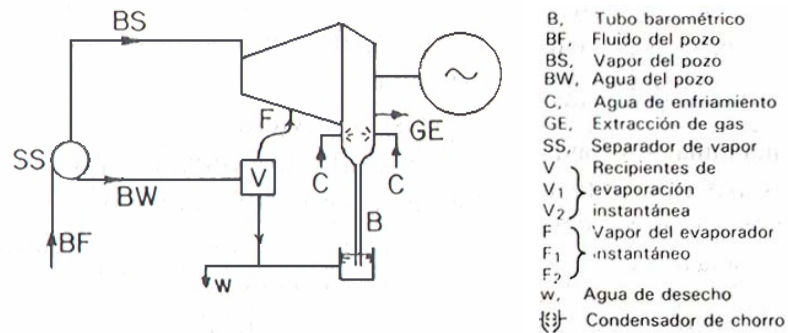 BS
BF
SS
BW
V
F
C
C
GE
B
w
B, Tubo barométrico
BF, Fluido del pozo
BS, Vapor del pozo
BW, Agua del pozo
C, Agua de enfriamiento
GE, Extracción de gas
SS, Separador de vapor
V Recipientes de
V₁ evaporación
V₂ instantánea
F Vapor del evaporador
F₁ instantáneo
F₂
w, Agua de desecho
Condensador de chorro